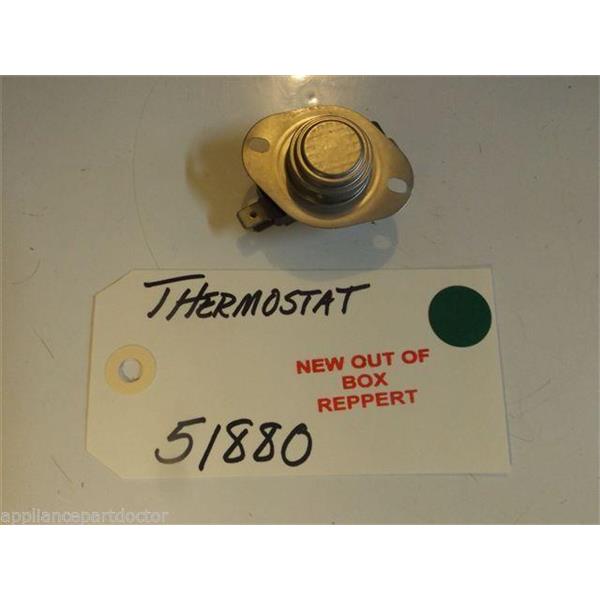 THERMOSTAT
NEW OUT OF
BOX
REPPERT
51880
appliancepartdoctor